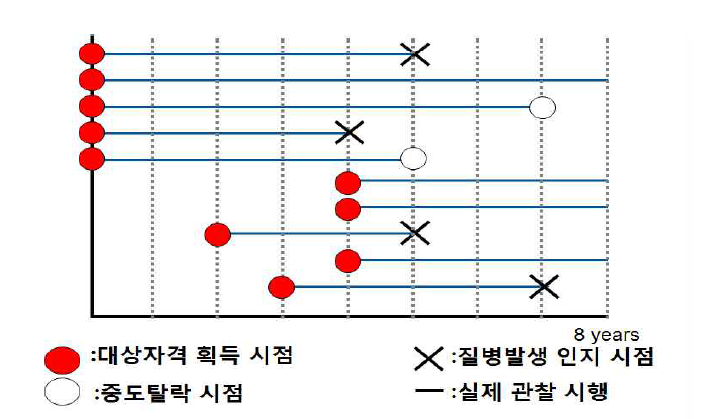 8 years
:대상자격 획득 시점
:질병발생 인지 시점
:중도탈락 시점
:실제 관찰 시행